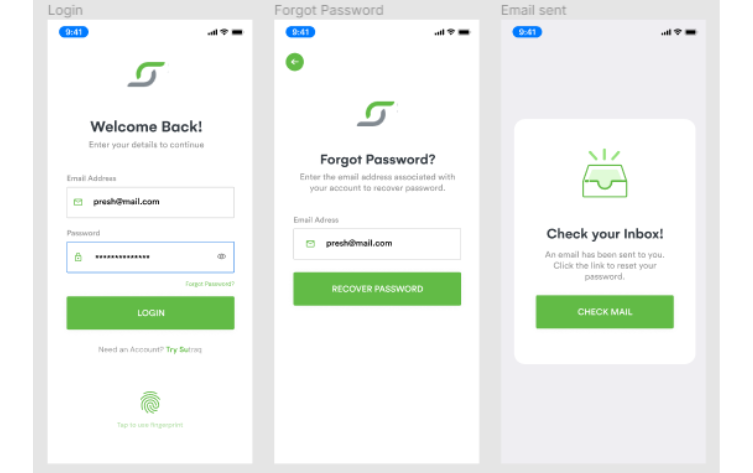 Login
9:41
Welcome Back!
Enter your details to continue
Email Address
presh@mail.com
Password
**************
Forgot Password?
LOGIN
Need an Account? Try Sutraq
Tap to use fingerprint
Forgot Password
9:41
Forgot Password?
Enter the email address associated with
your account to recover password.
Email Adress
presh@mail.com
RECOVER PASSWORD
Email sent
9:41
Check your Inbox!
An email has been sent to you.
Click the link to reset your
password.
CHECK MAIL